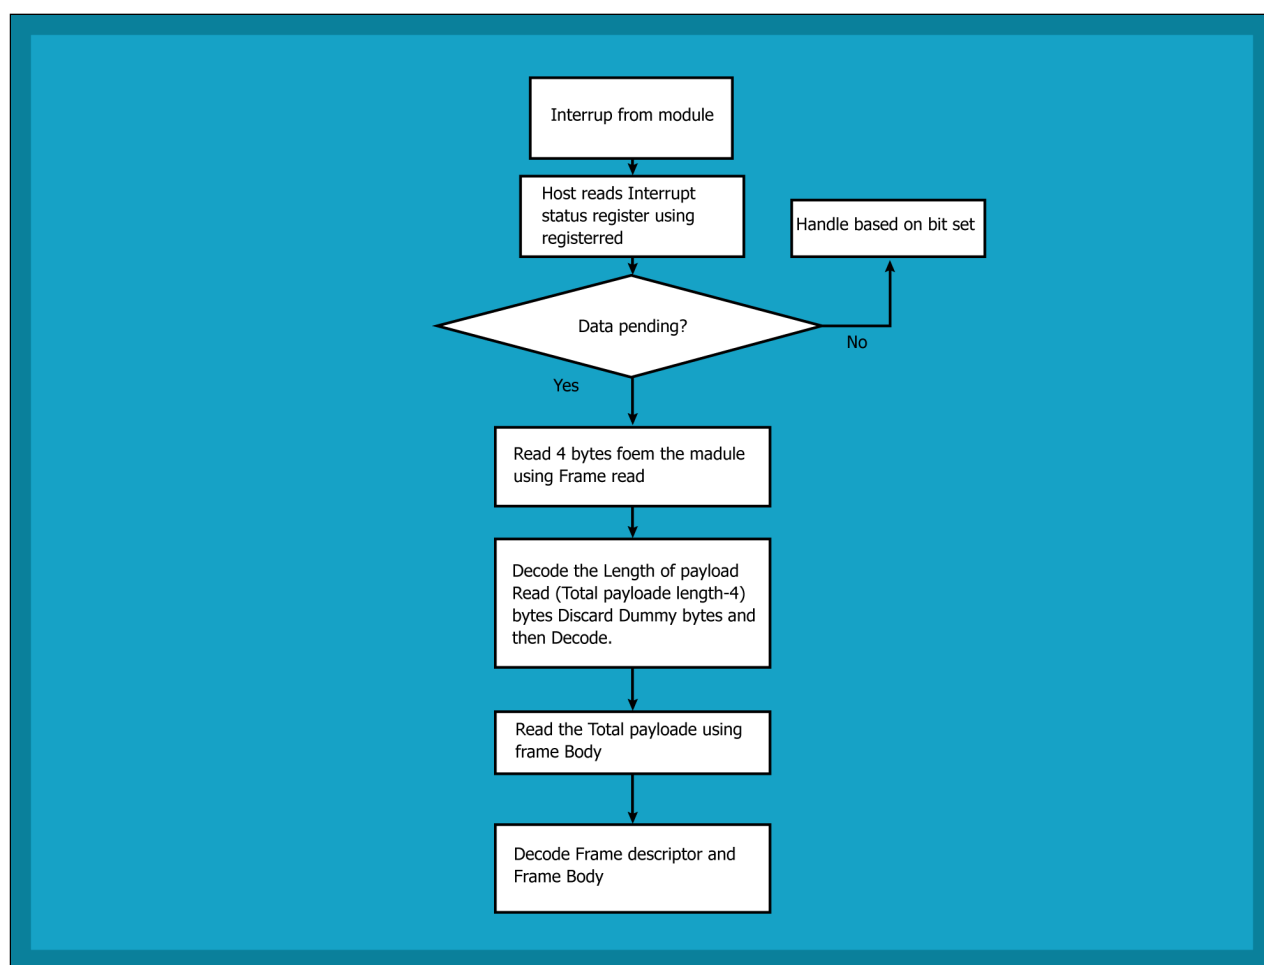 Interrup from module
Host reads Interrupt
status register using
registerred
Handle based on bit set
Data pending?
No
Yes
Read 4 bytes foem the madule
using Frame read
Decode the Length of payload
Read (Total payloade length-4)
bytes Discard Dummy bytes and
then Decode.
Read the Total payloade using
frame Body
Decode Frame descriptor and
Frame Body